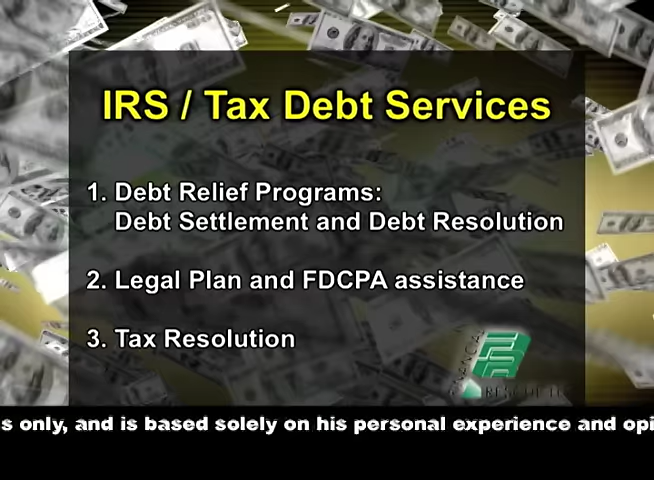 IRS / Tax Debt Services
1. Debt Relief Programs:
Debt Settlement and Debt Resolution
2. Legal Plan and FDCPA assistance
3. Tax Resolution
s only, and is based solely on his personal experience and opi